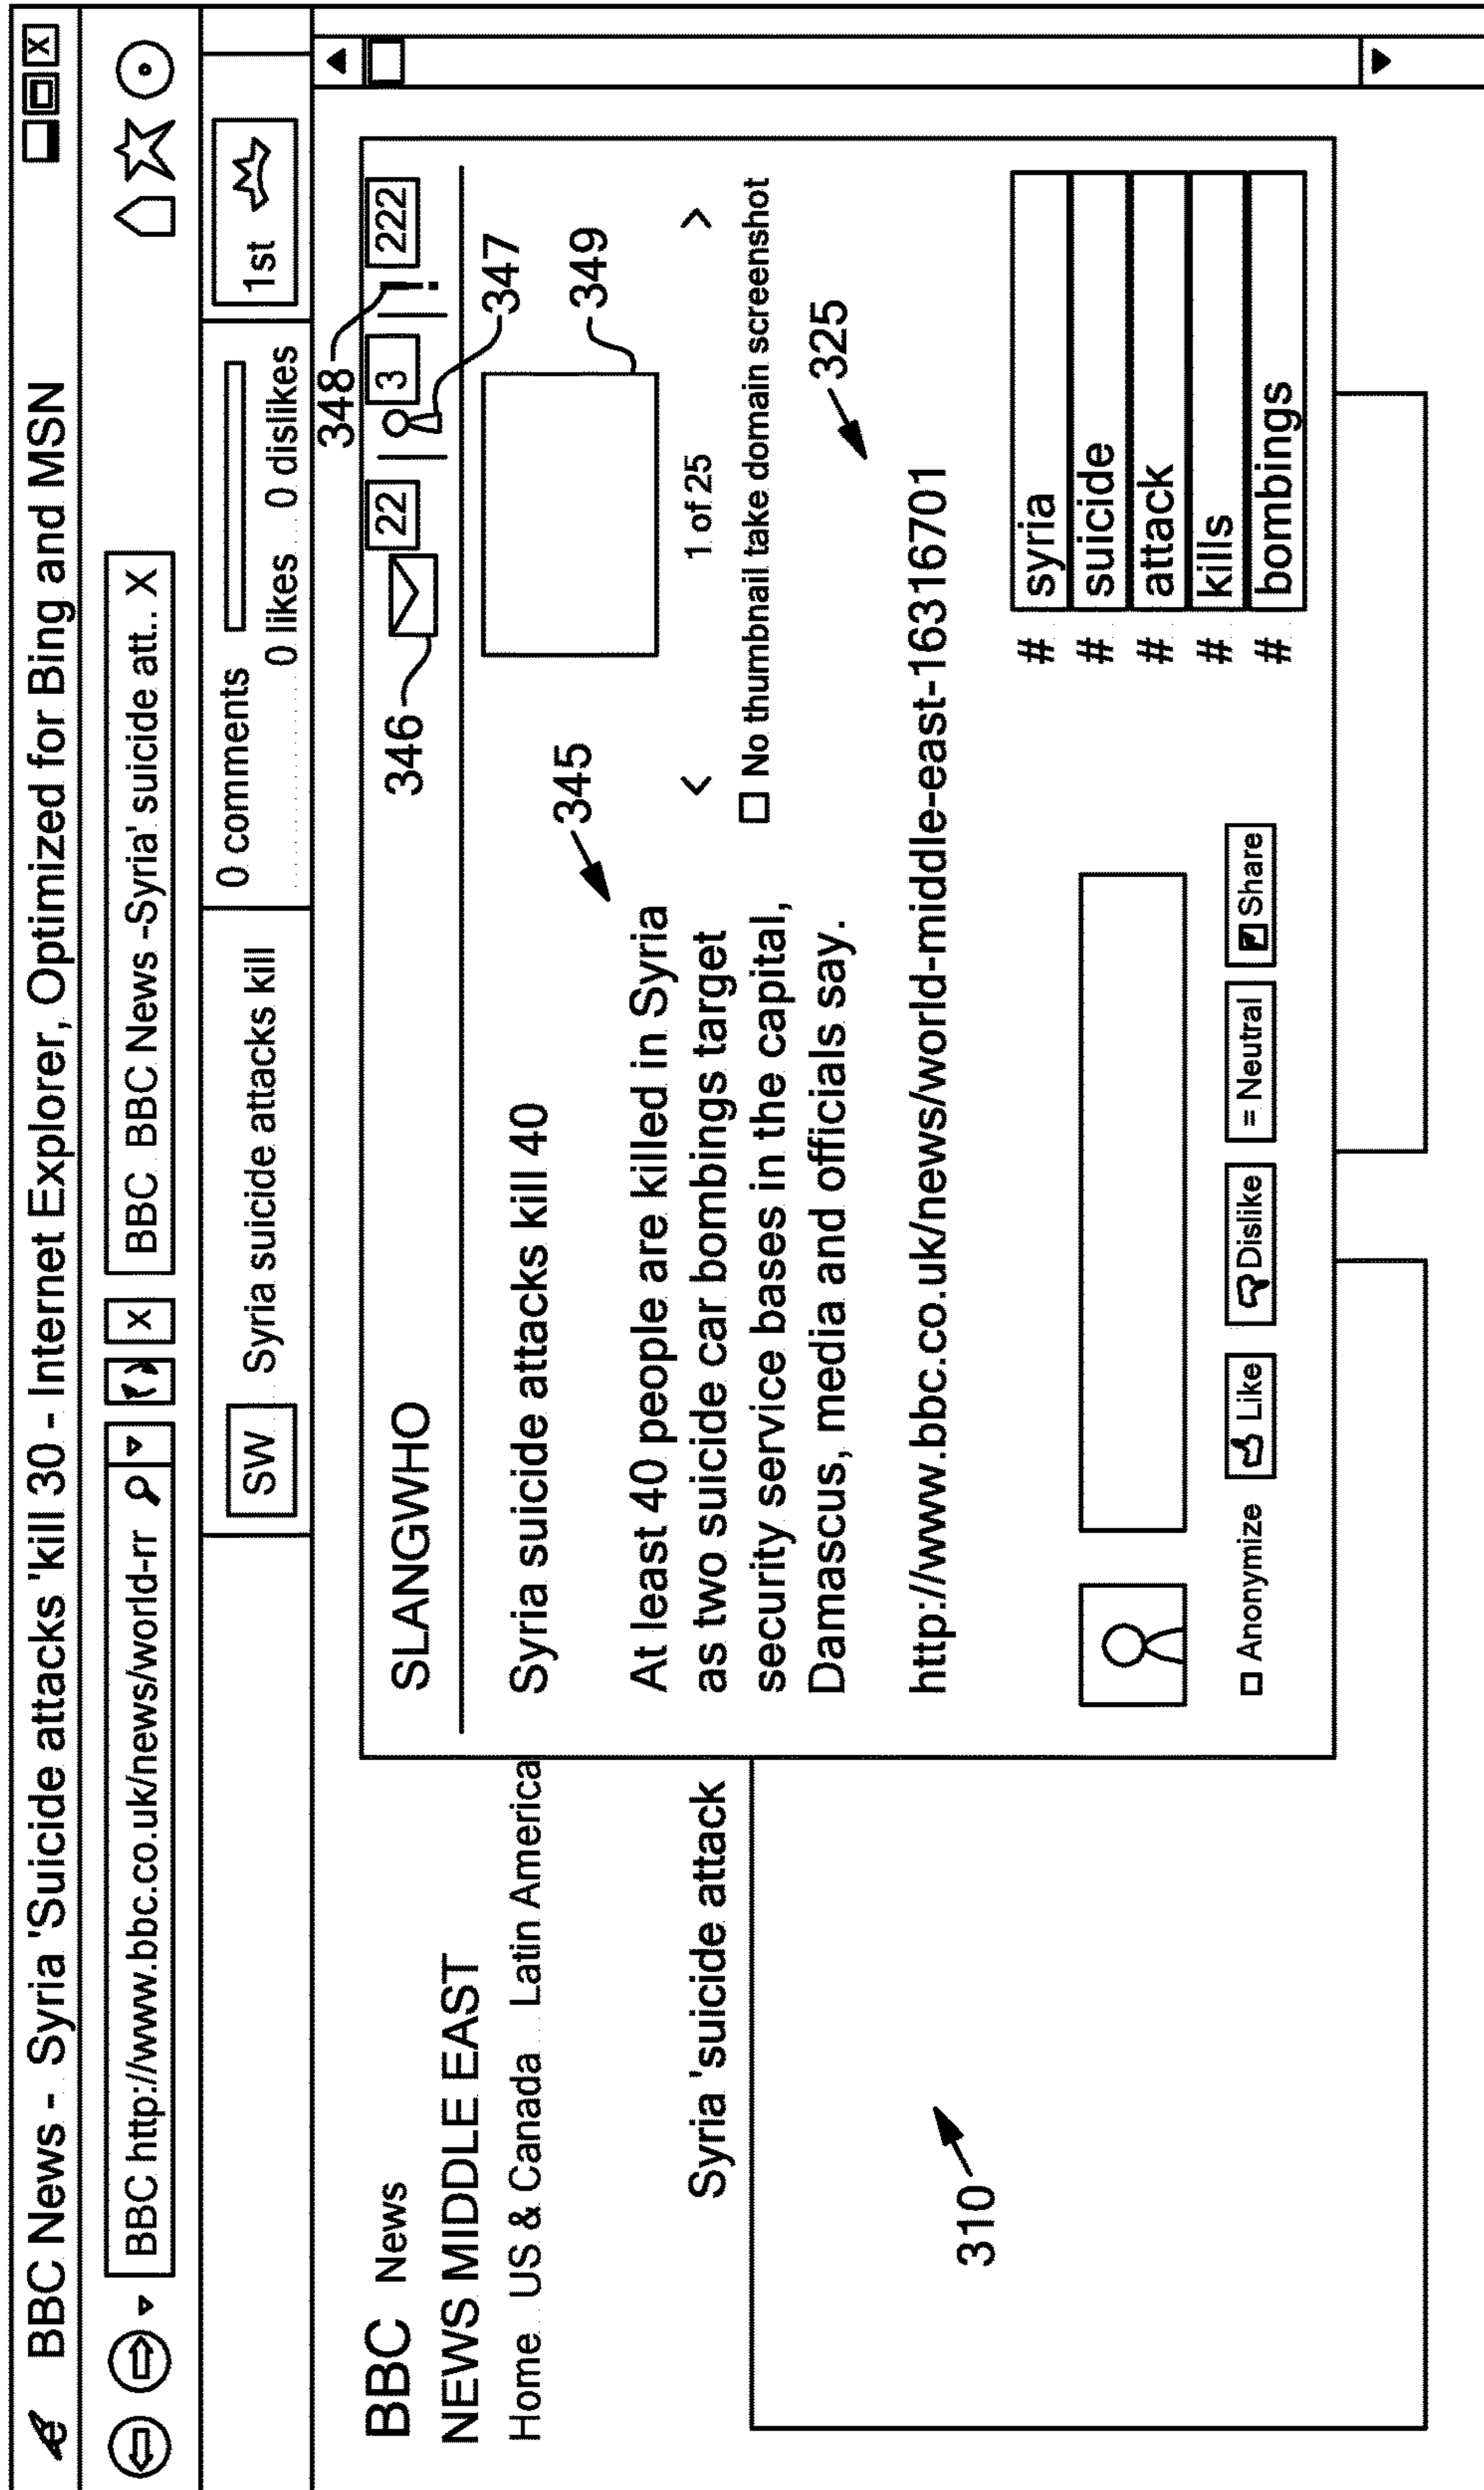 BBC News - Syria 'Suicide attacks 'kill 30 - Internet Explorer, Optimized for Bing and MSN
X
BBC http://www.bbc.co.uk/news/world-rr
X
BBC BBC News -Syria' suicide att.. X
SW Syria suicide attacks kill
0 comments
0 likes 0 dislikes
1st
BBC News
NEWS MIDDLE EAST
Home US & Canada Latin America
Syria 'suicide attack
310
SLANGWHO
346
22
3
348
222
347
Syria suicide attacks kill 40
345
349
At least 40 people are killed in Syria
as two suicide car bombings target
security service bases in the capital,
Damascus, media and officials say.
< 1 of 25 >
No thumbnail take domain screenshot
325
http://www.bbc.co.uk/news/world-middle-east-16316701
# syria
# suicide
# attack
# kills
# bombings
Anonymize Like Dislike = Neutral Share